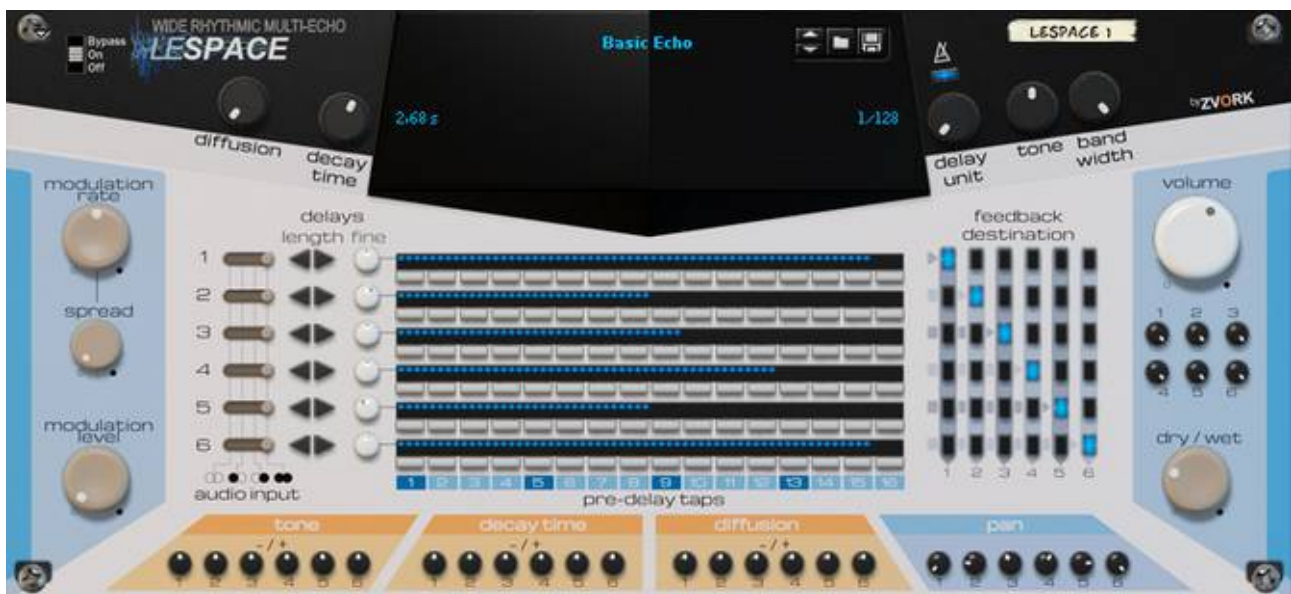 WIDE RHYTHMIC MULTI-ECHO
LESPACE
Bypass
On
Off
Basic Echo
LESPACE 1
by ZVORK
2.68 s
1/128
diffusion
decay time
delay unit
tone
band width
modulation rate
spread
modulation level
delays
length fine
1
2
3
4
5
6
audio input
1 2 3 4 5 6 7 8 9 10 11 12 13 14 15 16
pre-delay taps
feedback destination
1 2 3 4 5 6
volume
0
1 2 3
4 5 6
dry/wet
tone
- / +
1 2 3 4 5 6
decay time
- / +
1 2 3 4 5 6
diffusion
- / +
1 2 3 4 5 6
pan
1 2 3 4 5 6